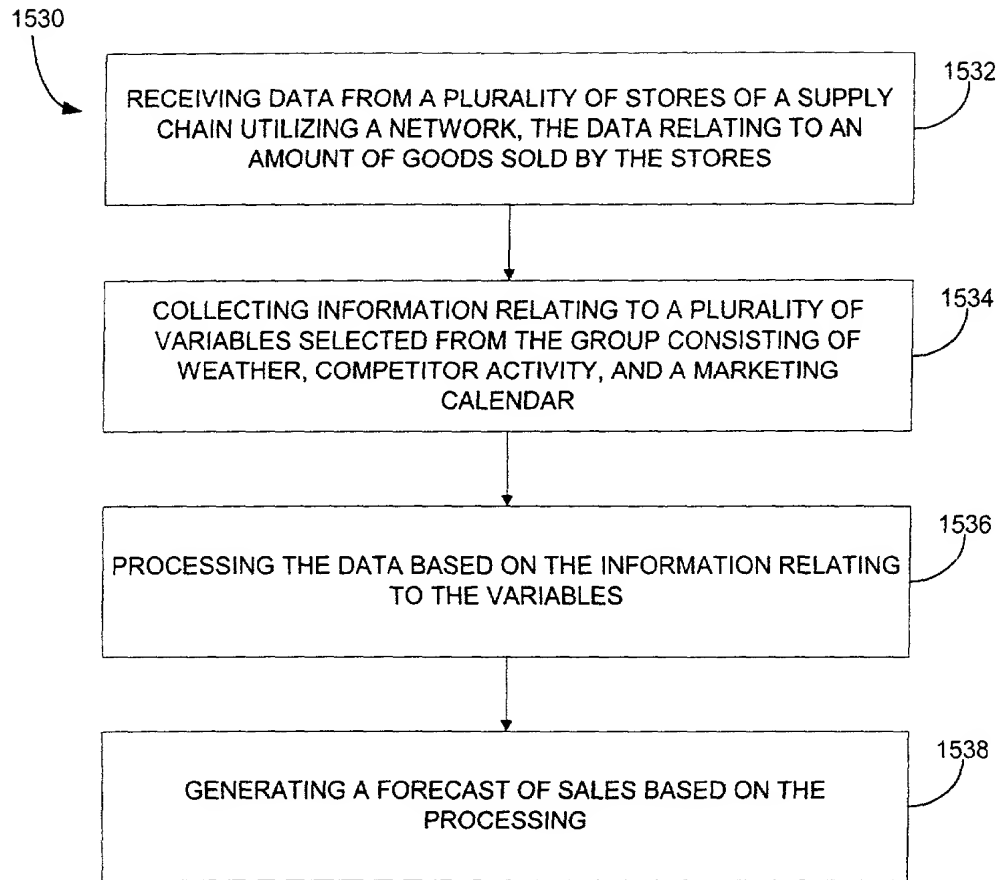 1530
1532
RECEIVING DATA FROM A PLURALITY OF STORES OF A SUPPLY
CHAIN UTILIZING A NETWORK, THE DATA RELATING TO AN
AMOUNT OF GOODS SOLD BY THE STORES
1534
COLLECTING INFORMATION RELATING TO A PLURALITY OF
VARIABLES SELECTED FROM THE GROUP CONSISTING OF
WEATHER, COMPETITOR ACTIVITY, AND A MARKETING
CALENDAR
1536
PROCESSING THE DATA BASED ON THE INFORMATION RELATING
TO THE VARIABLES
1538
GENERATING A FORECAST OF SALES BASED ON THE
PROCESSING